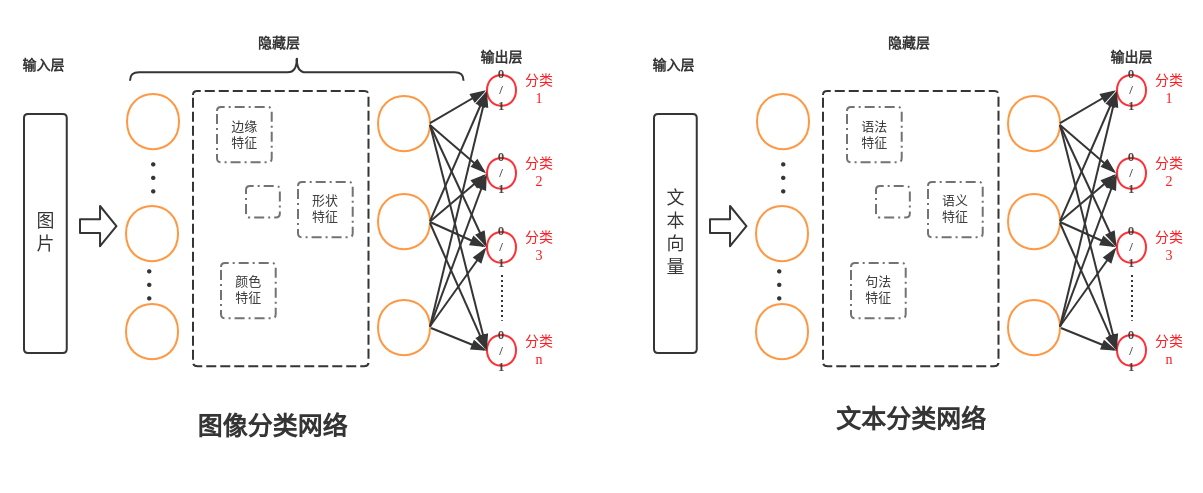 隐藏层
输入层
输出层
0
/
1
分类
1
边缘
特征
0
/
1
分类
2
形状
特征
图
片
0
/
1
分类
3
颜色
特征
0
/
1
分类
n
图像分类网络
隐藏层
输入层
输出层
0
/
1
分类
1
语法
特征
0
/
1
分类
2
语义
特征
文
本
向
量
0
/
1
分类
3
句法
特征
0
/
1
分类
n
文本分类网络